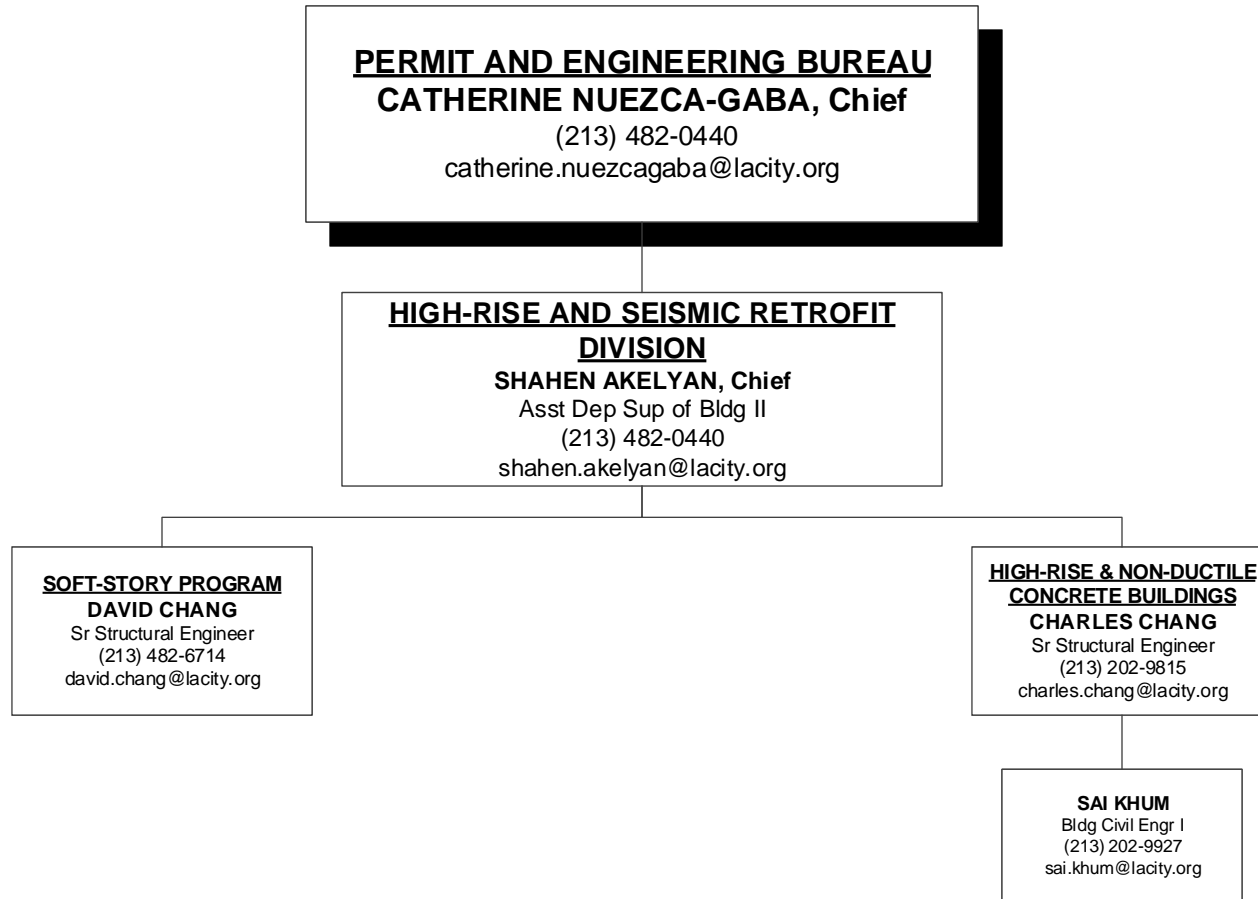 PERMIT AND ENGINEERING BUREAU
CATHERINE NUEZCA-GABA, Chief
(213) 482-0440
catherine.nuezcagaba@lacity.org
HIGH-RISE AND SEISMIC RETROFIT
DIVISION
SHAHEN AKELYAN, Chief
Asst Dep Sup of Bldg II
(213) 482-0440
shahen.akelyan@lacity.org
SOFT-STORY PROGRAM
DAVID CHANG
Sr Structural Engineer
(213) 482-6714
david.chang@lacity.org
HIGH-RISE & NON-DUCTILE
CONCRETE BUILDINGS
CHARLES CHANG
Sr Structural Engineer
(213) 202-9815
charles.chang@lacity.org
SAI KHUM
Bldg Civil Engr I
(213) 202-9927
sai.khum@lacity.org